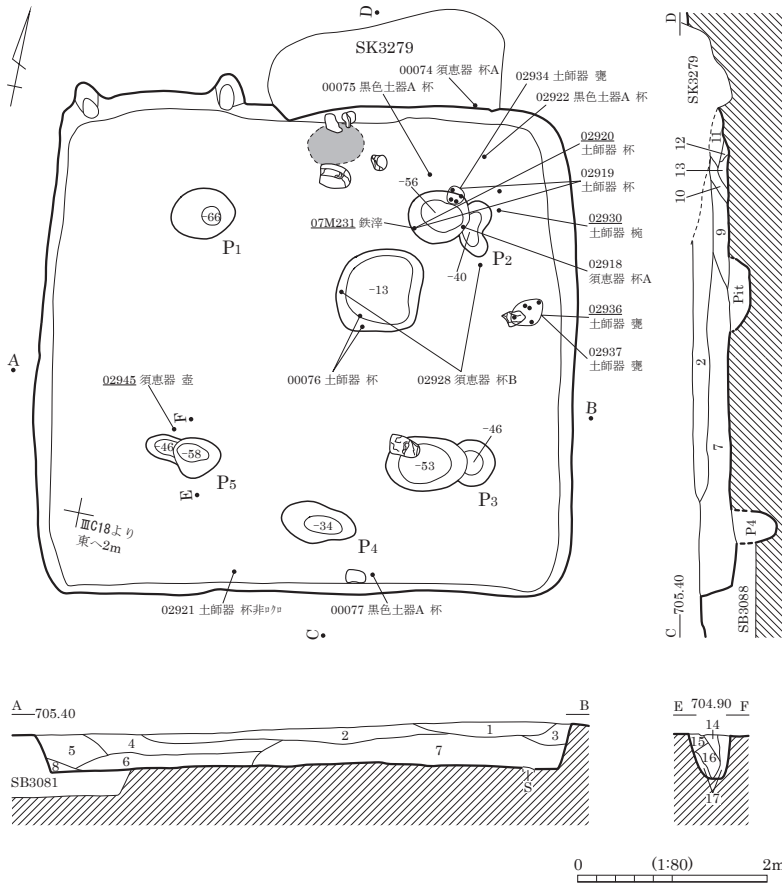 D
SK3279
00074 須恵器 杯A
00075 黒色土器A 杯
02934 土師器 甕
02922 黒色土器A 杯
02920
土師器 杯
02919
土師器 杯
02930
土師器 椀
02918
須恵器 杯A
02936
土師器 甕
02937
土師器 甕
-56
-66
P1
07M231 鉄滓
P2
-40
-13
00076 土師器 杯
02928 須恵器 杯B
A
B
02945 須恵器 壺
F
-46
-58
P5
E
-46
-53
P3
ⅢC18より
東へ2m
-34
P4
02921 土師器 杯非ロクロ
00077 黒色土器A 杯
C
D
SK3279
11
12
13
10
9
Pit
2
7
P4
SB3088
C
705.40
A
705.40
B
1
2
3
4
5
6
7
8
SB3081
S
E 704.90 F
14
15
16
17
0 (1:80) 2m